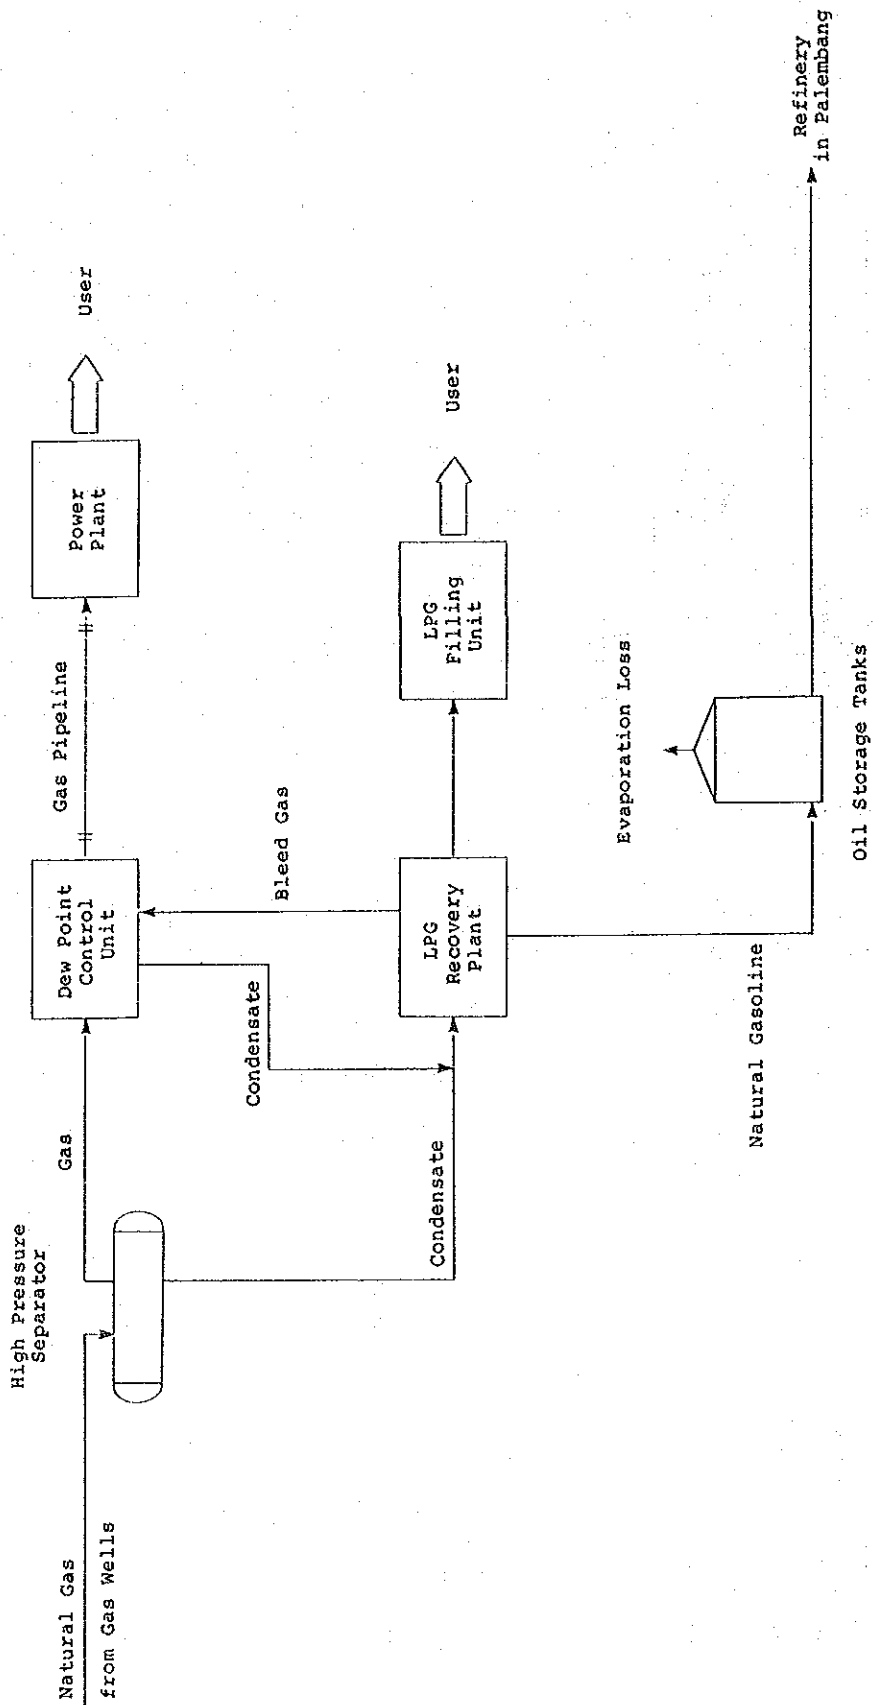 Natural Gas
from Gas Wells
High Pressure
Separator
Gas
Condensate
Condensate
Dew Point
Control
Unit
Bleed Gas
LPG
Recovery
Plant
Gas Pipeline
Power
Plant
User
LPG
Filling
Unit
User
Natural Gasoline
Evaporation Loss
Oil Storage Tanks
Refinery
in Palembang